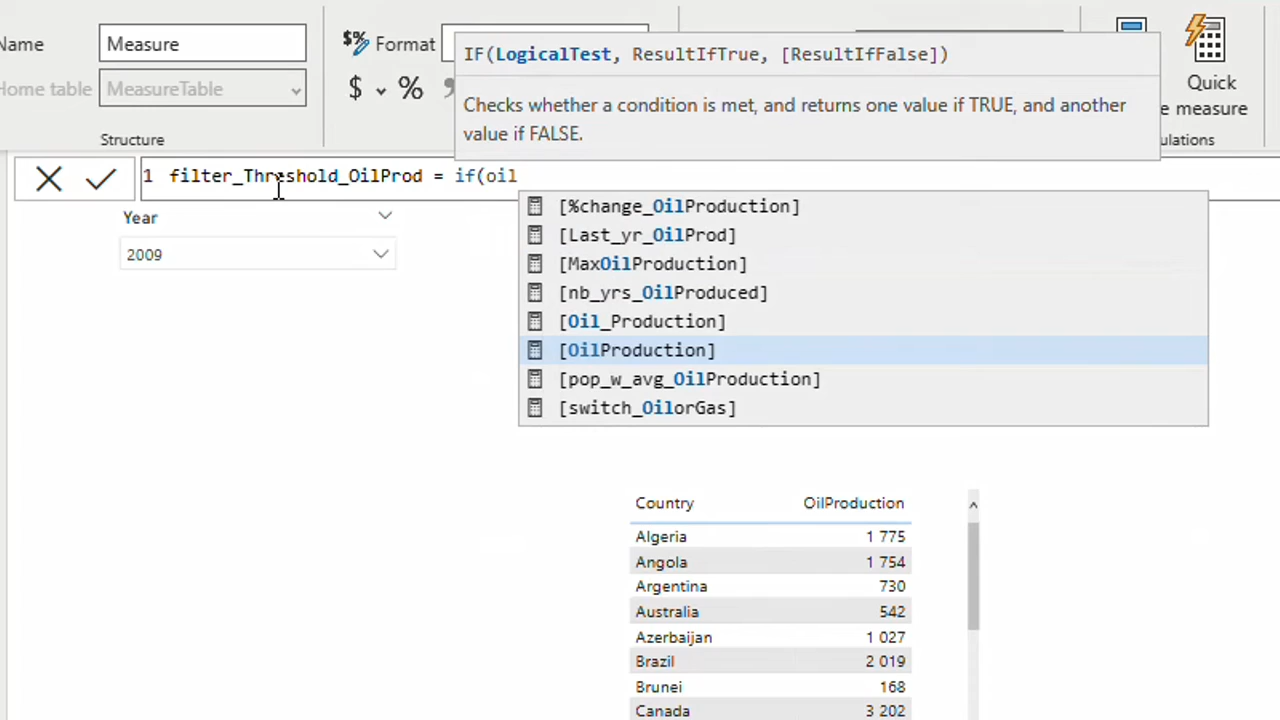 Name
Measure
Format
Home table
MeasureTable
$
%
Structure
Quick
e measure
ulations
IF(LogicalTest, ResultIfTrue, [ResultIfFalse])
Checks whether a condition is met, and returns one value if TRUE, and another
value if FALSE.
1 filter_Threshold_OilProd = if(oil
[%change_OilProduction]
[Last_yr_OilProd]
[MaxOilProduction]
[nb_yrs_OilProduced]
[Oil_Production]
[OilProduction]
[pop_w_avg_OilProduction]
[switch_OilorGas]
Year
2009
Country OilProduction
Algeria 1 775
Angola 1 754
Argentina 730
Australia 542
Azerbaijan 1 027
Brazil 2 019
Brunei 168
Canada 3 202